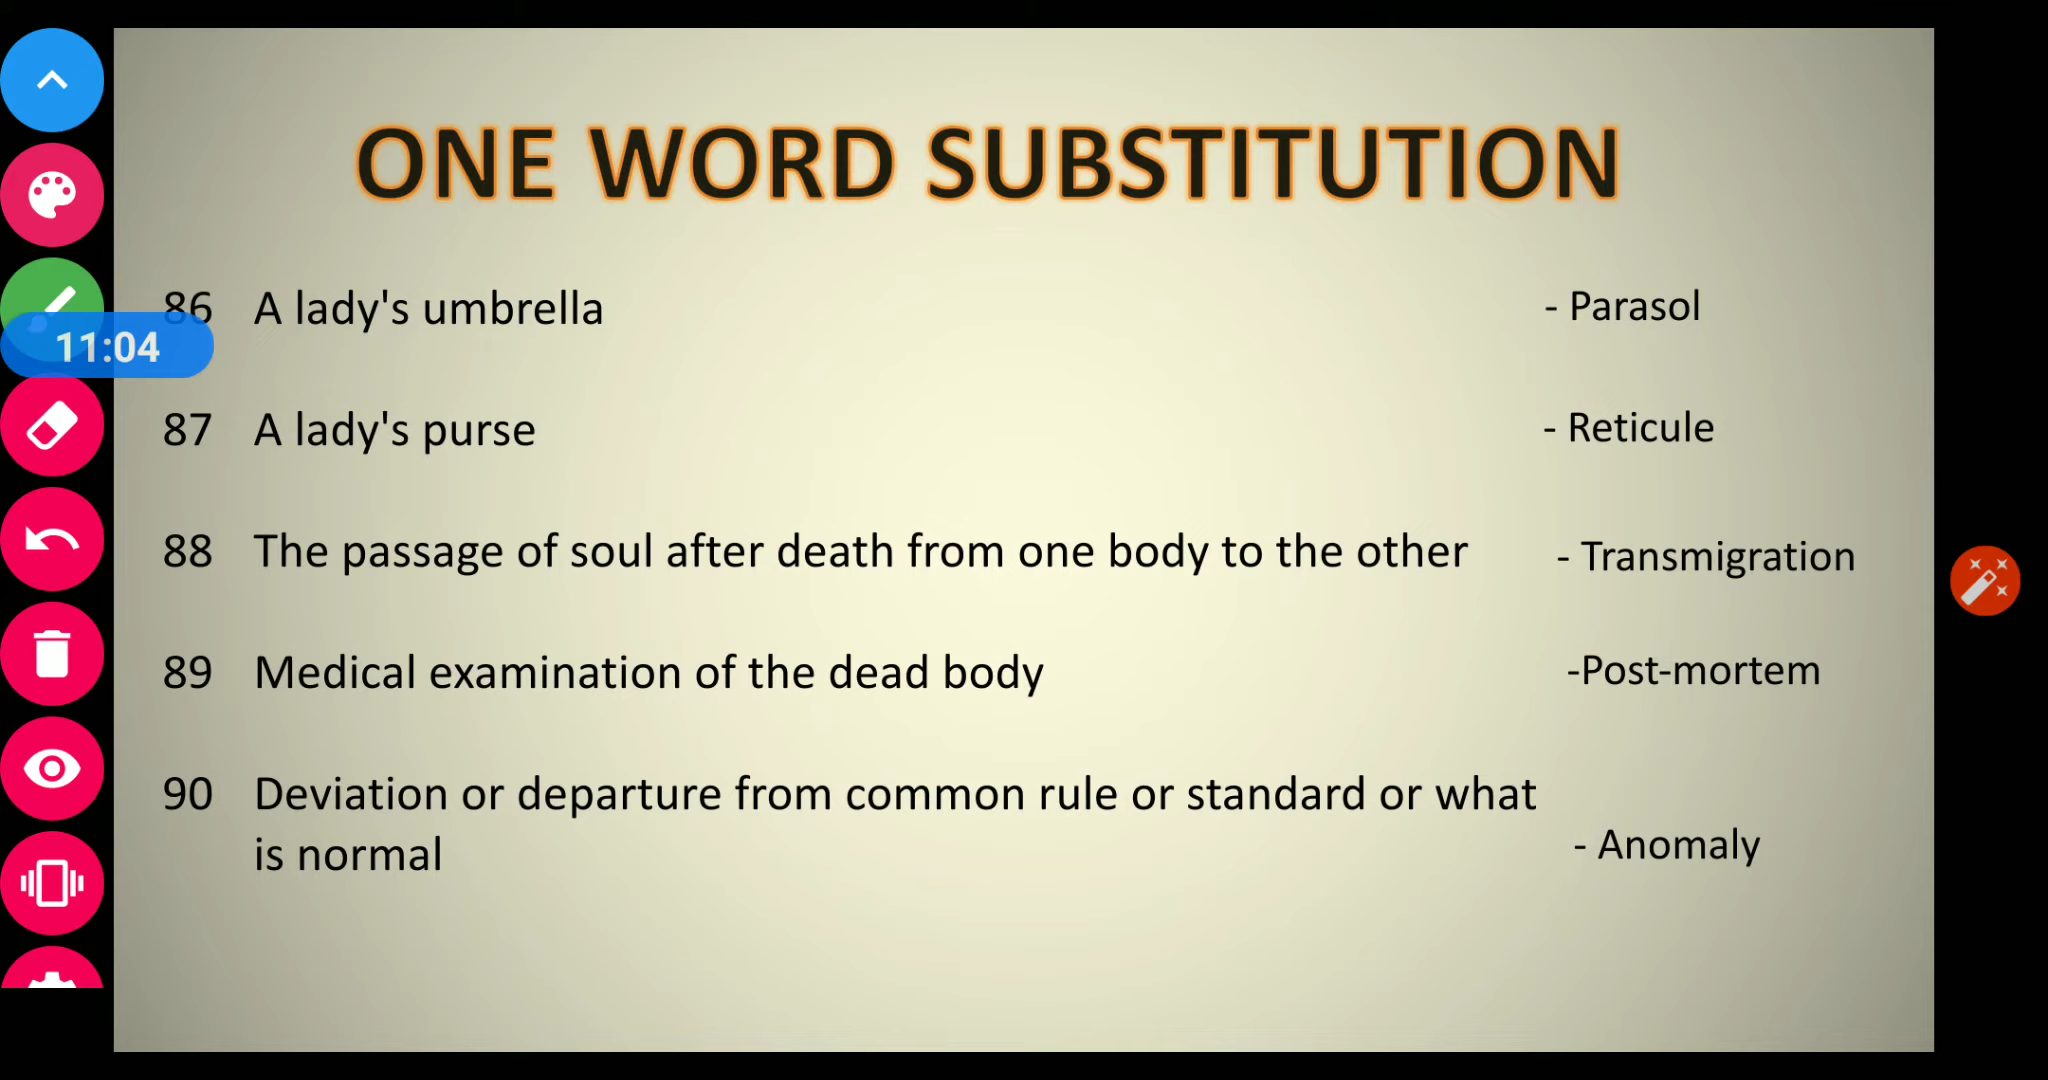 ONE WORD SUBSTITUTION
86 A lady's umbrella - Parasol
11:04
87 A lady's purse - Reticule
88 The passage of soul after death from one body to the other - Transmigration
89 Medical examination of the dead body -Post-mortem
90 Deviation or departure from common rule or standard or what
is normal - Anomaly